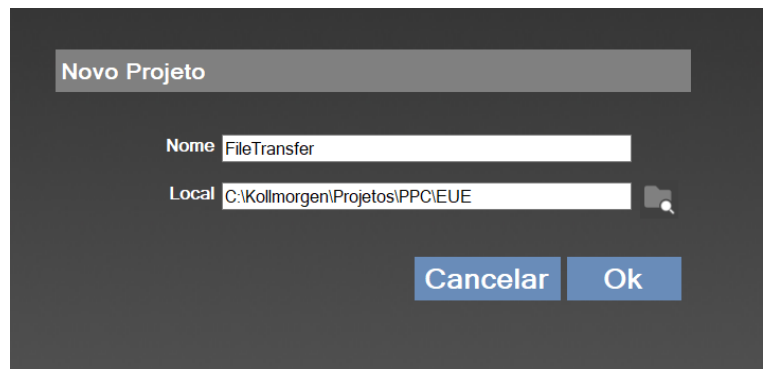 Novo Projeto
Nome FileTransfer
Local C:\Kollmorgen\Projetos\PPC\EUE
Cancelar Ok